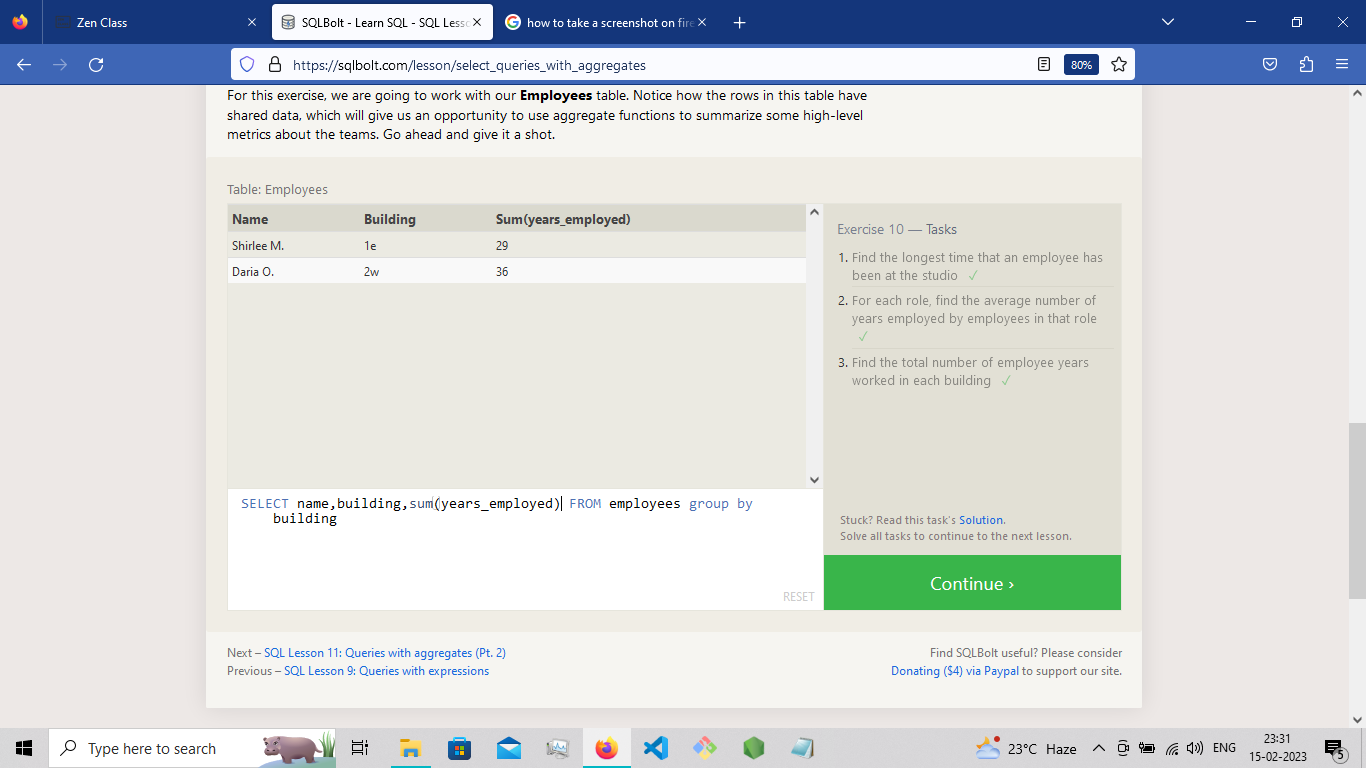 Zen Class
SQLBolt - Learn SQL - SQL Less
how to take a screenshot on fire
https://sqlbolt.com/lesson/select_queries_with_aggregates
80%
For this exercise, we are going to work with our Employees table. Notice how the rows in this table have
shared data, which will give us an opportunity to use aggregate functions to summarize some high-level
metrics about the teams. Go ahead and give it a shot.
Table: Employees
Name Building Sum(years_employed)
Shirlee M. 1e 29
Daria O. 2w 36
SELECT name,building,sum(years_employed) FROM employees group by
building
RESET
Exercise 10 — Tasks
1. Find the longest time that an employee has
been at the studio ✓
2. For each role, find the average number of
years employed by employees in that role
✓
3. Find the total number of employee years
worked in each building ✓
Stuck? Read this task's Solution.
Solve all tasks to continue to the next lesson.
Continue ›
Next – SQL Lesson 11: Queries with aggregates (Pt. 2)
Previous – SQL Lesson 9: Queries with expressions
Find SQLBolt useful? Please consider
Donating ($4) via Paypal to support our site.
Type here to search
23°C Haze
ENG
23:31
15-02-2023
5